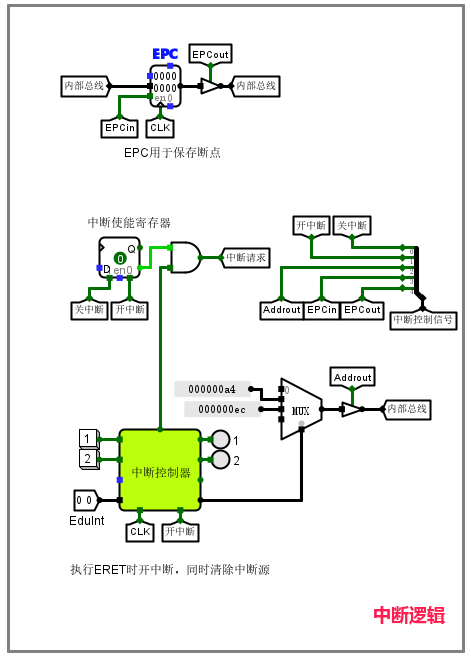 EPC
EPCout
内部总线
0000
0000
en0
内部总线
EPCin
CLK
EPC用于保存断点
中断使能寄存器
Q
0
D
en0
中断请求
关中断
开中断
开中断
关中断
0
1
2
3
Addrout
EPCin
EPCout
中断控制信号
Addrout
000000a4
000000ec
0
MUX
内部总线
1
2
中断控制器
1
2
0 0
EduInt
CLK
开中断
执行ERET时开中断，同时清除中断源
中断逻辑